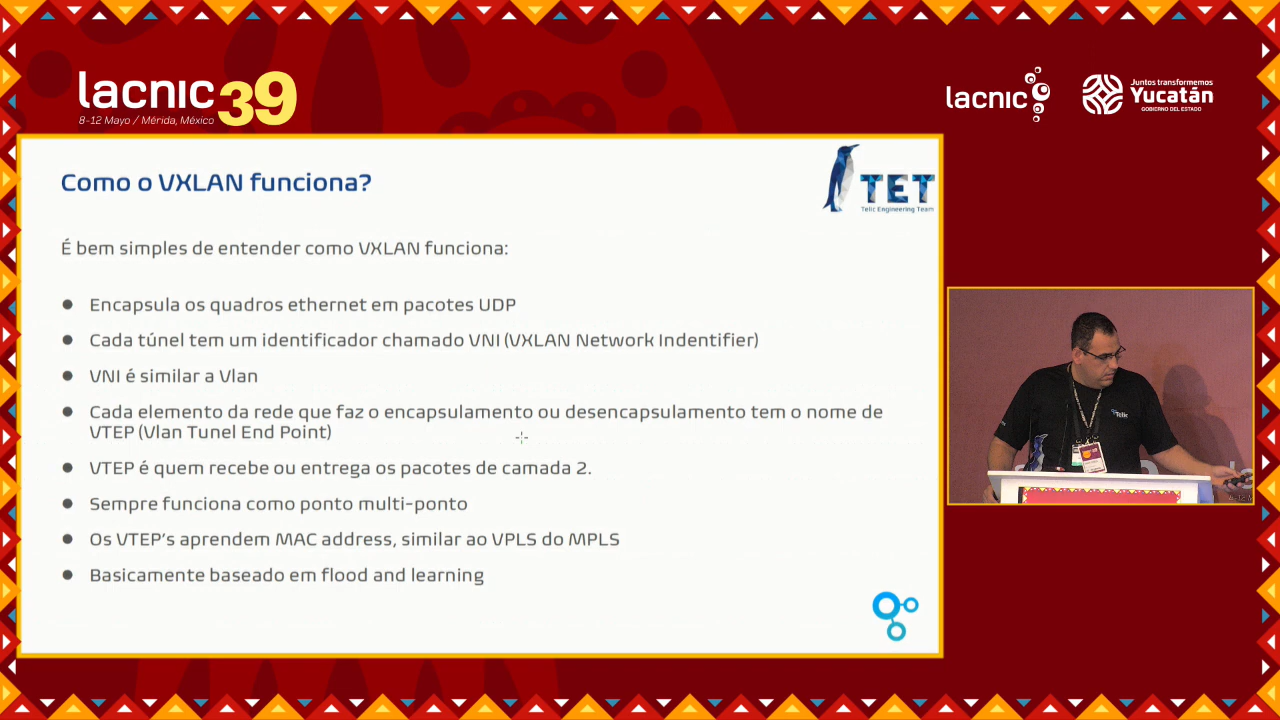 lacnic 39
8-12 Mayo / Mérida, México
lacnic
Juntos transformemos
Yucatán
GOBIERNO DEL ESTADO
TET
Telic Engineering Team
Como o VXLAN funciona?
É bem simples de entender como VXLAN funciona:
● Encapsula os quadros ethernet em pacotes UDP
● Cada túnel tem um identificador chamado VNI (VXLAN Network Indentifier)
● VNI é similar a Vlan
● Cada elemento da rede que faz o encapsulamento ou desencapsulamento tem o nome de
VTEP (Vlan Tunel End Point)
● VTEP é quem recebe ou entrega os pacotes de camada 2.
● Sempre funciona como ponto multi-ponto
● Os VTEP's aprendem MAC address, similar ao VPLS do MPLS
● Basicamente baseado em flood and learning
Telic